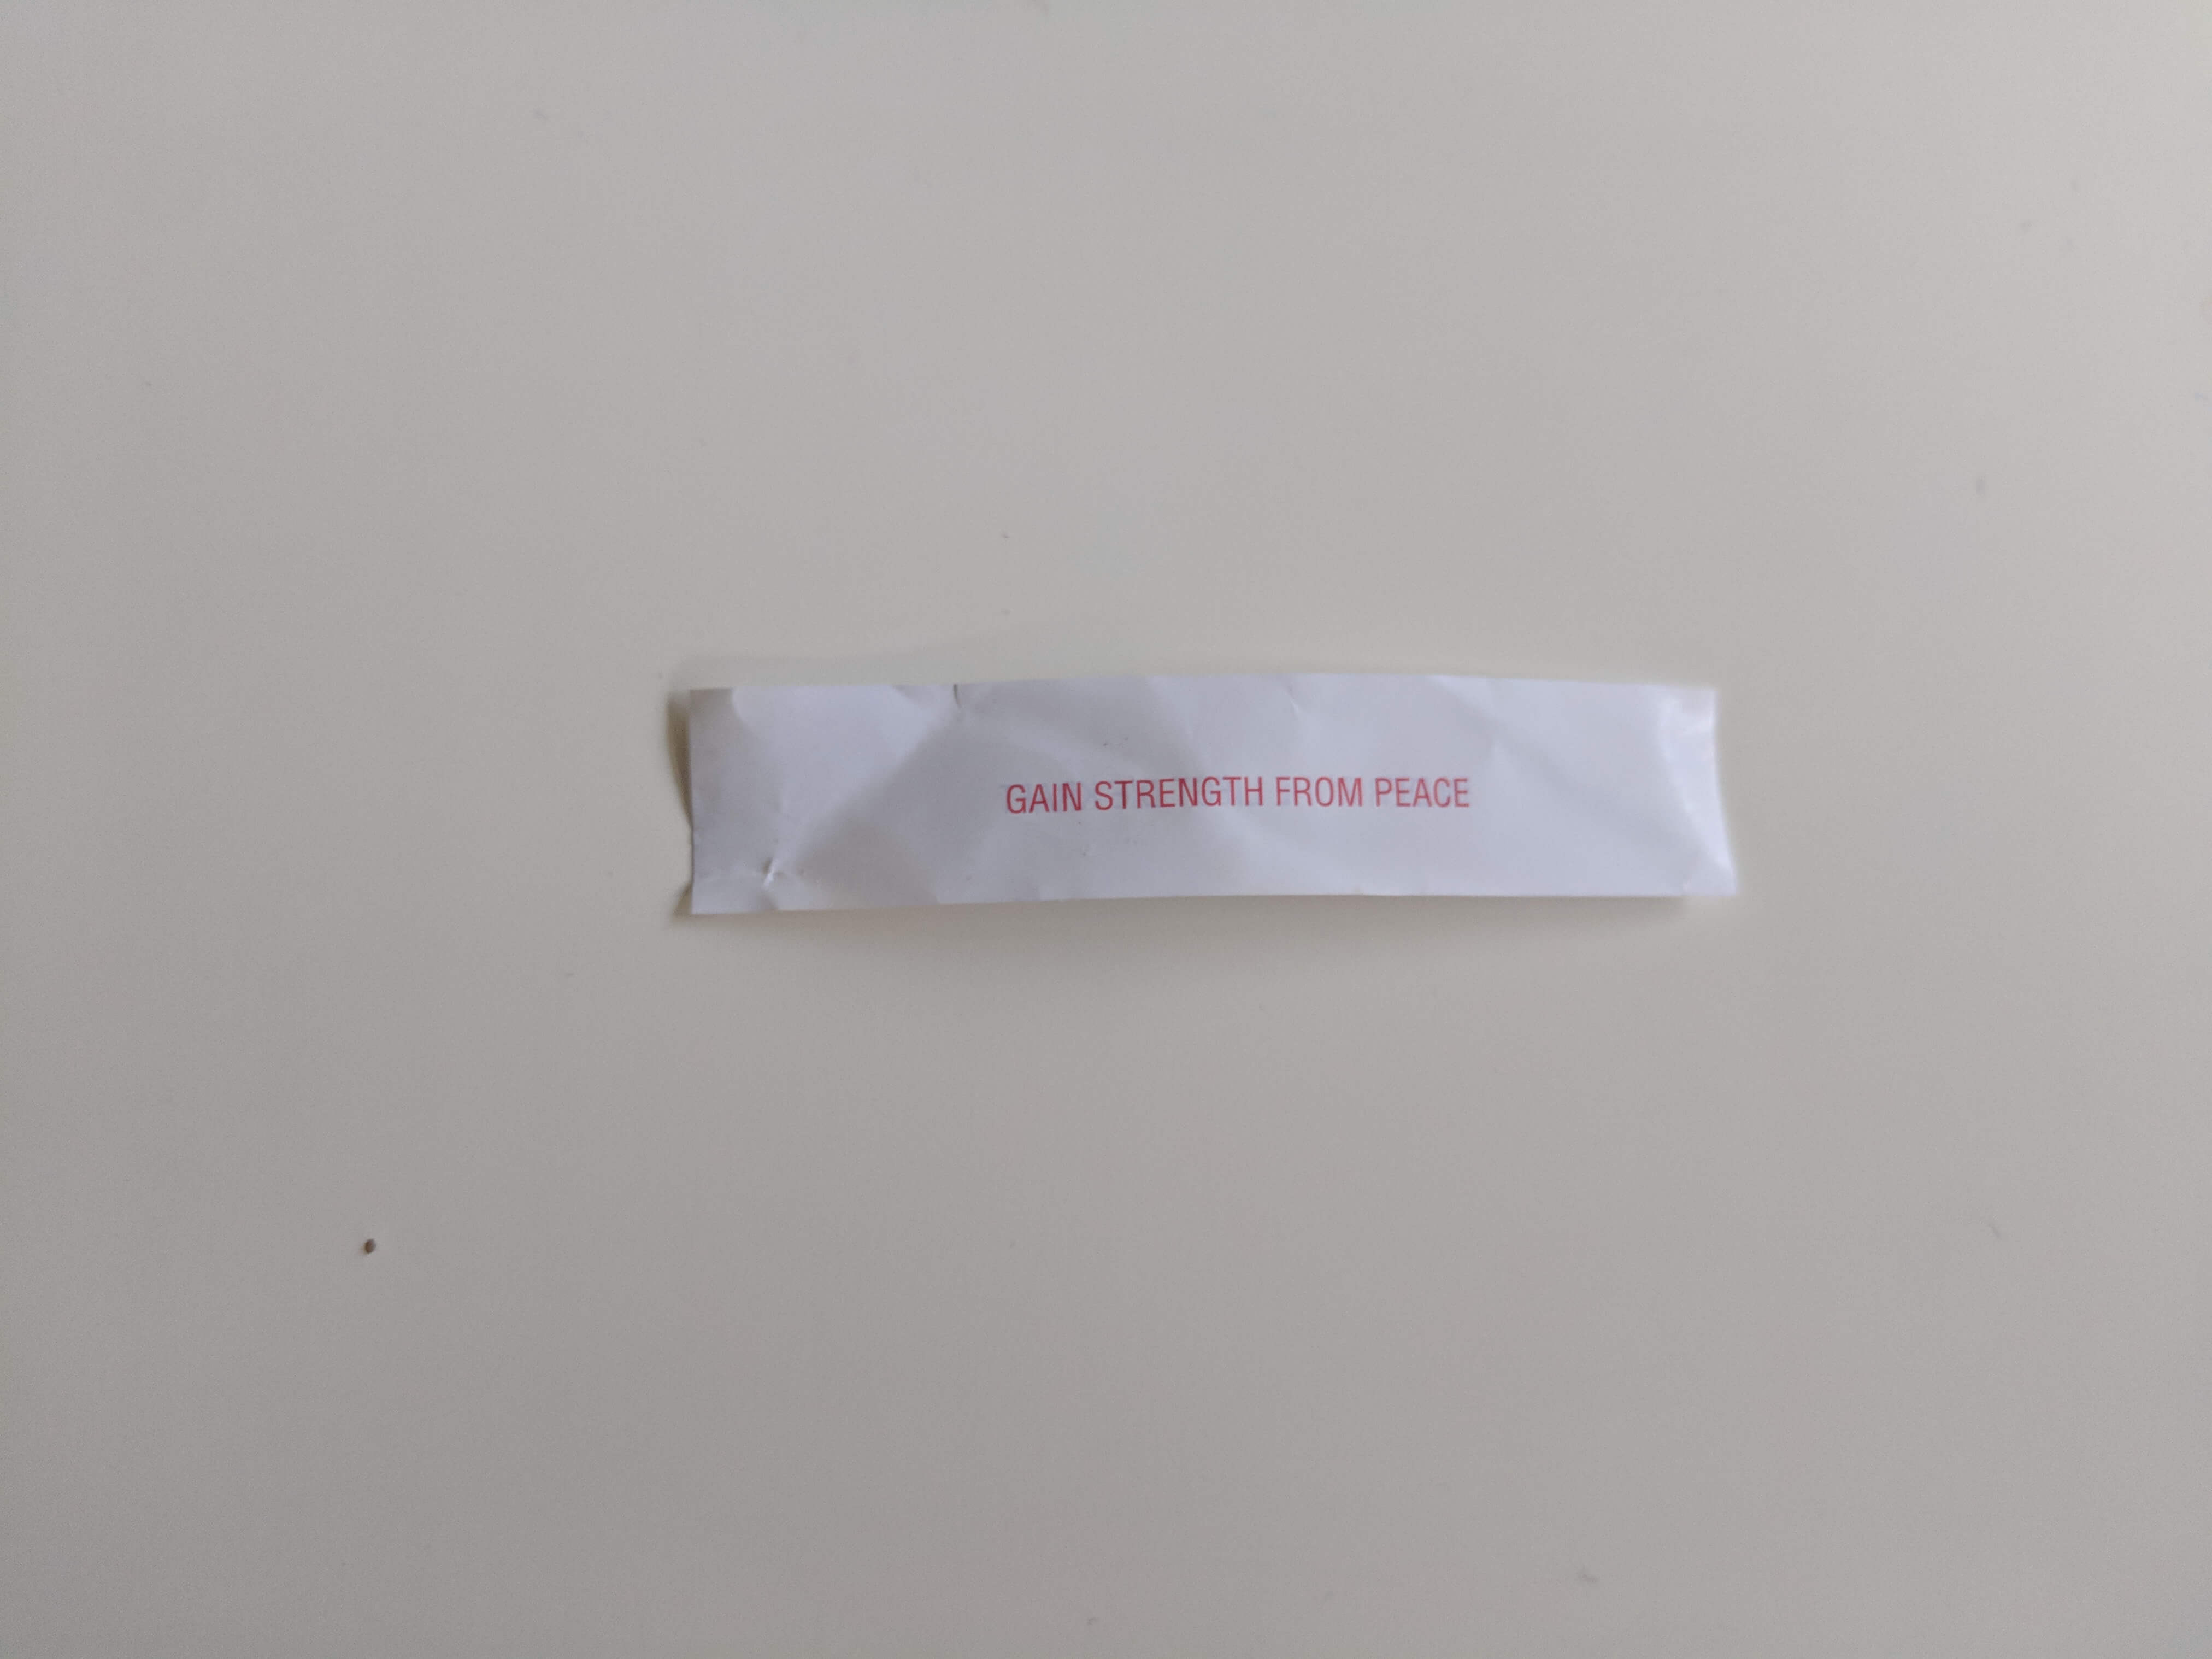 GAIN STRENGTH FROM PEACE